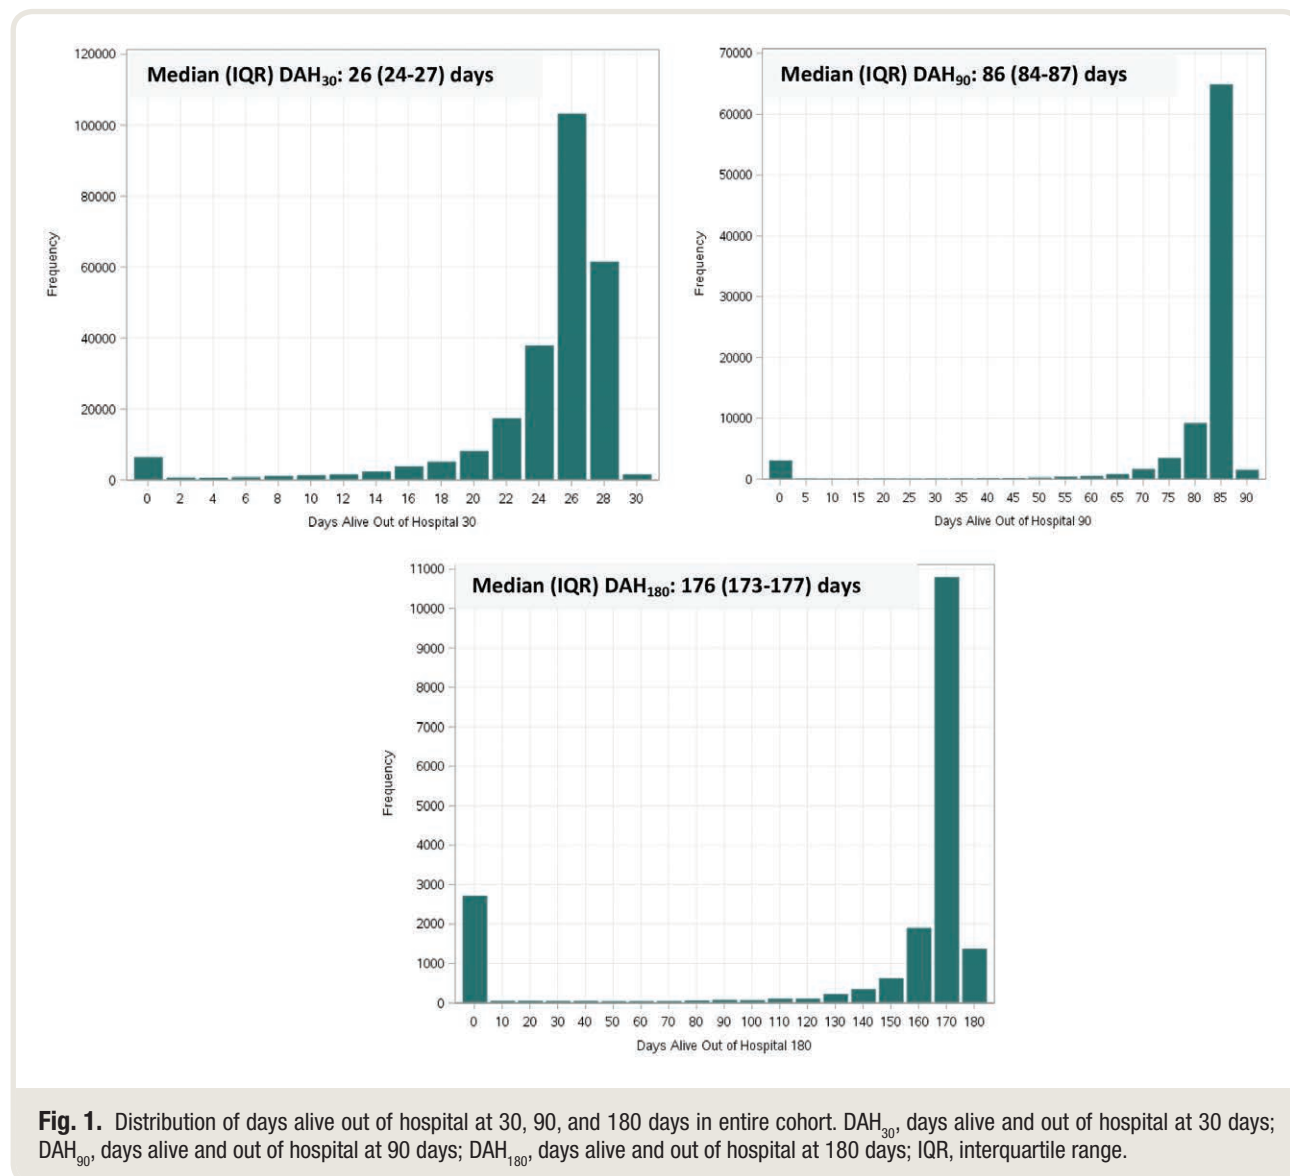 Median (IQR) DAH30: 26 (24-27) days
120000
100000
80000
60000
40000
20000
0
Frequency
0 2 4 6 8 10 12 14 16 18 20 22 24 26 28 30
Days Alive Out of Hospital 30
Median (IQR) DAH90: 86 (84-87) days
70000
60000
50000
40000
30000
20000
10000
0
Frequency
0 5 10 15 20 25 30 35 40 45 50 55 60 65 70 75 80 85 90
Days Alive Out of Hospital 90
Median (IQR) DAH180: 176 (173-177) days
11000
10000
9000
8000
7000
6000
5000
4000
3000
2000
1000
0
Frequency
0 10 20 30 40 50 60 70 80 90 100 110 120 130 140 150 160 170 180
Days Alive Out of Hospital 180
Fig. 1. Distribution of days alive out of hospital at 30, 90, and 180 days in entire cohort. DAH30, days alive and out of hospital at 30 days;
DAH90, days alive and out of hospital at 90 days; DAH180, days alive and out of hospital at 180 days; IQR, interquartile range.